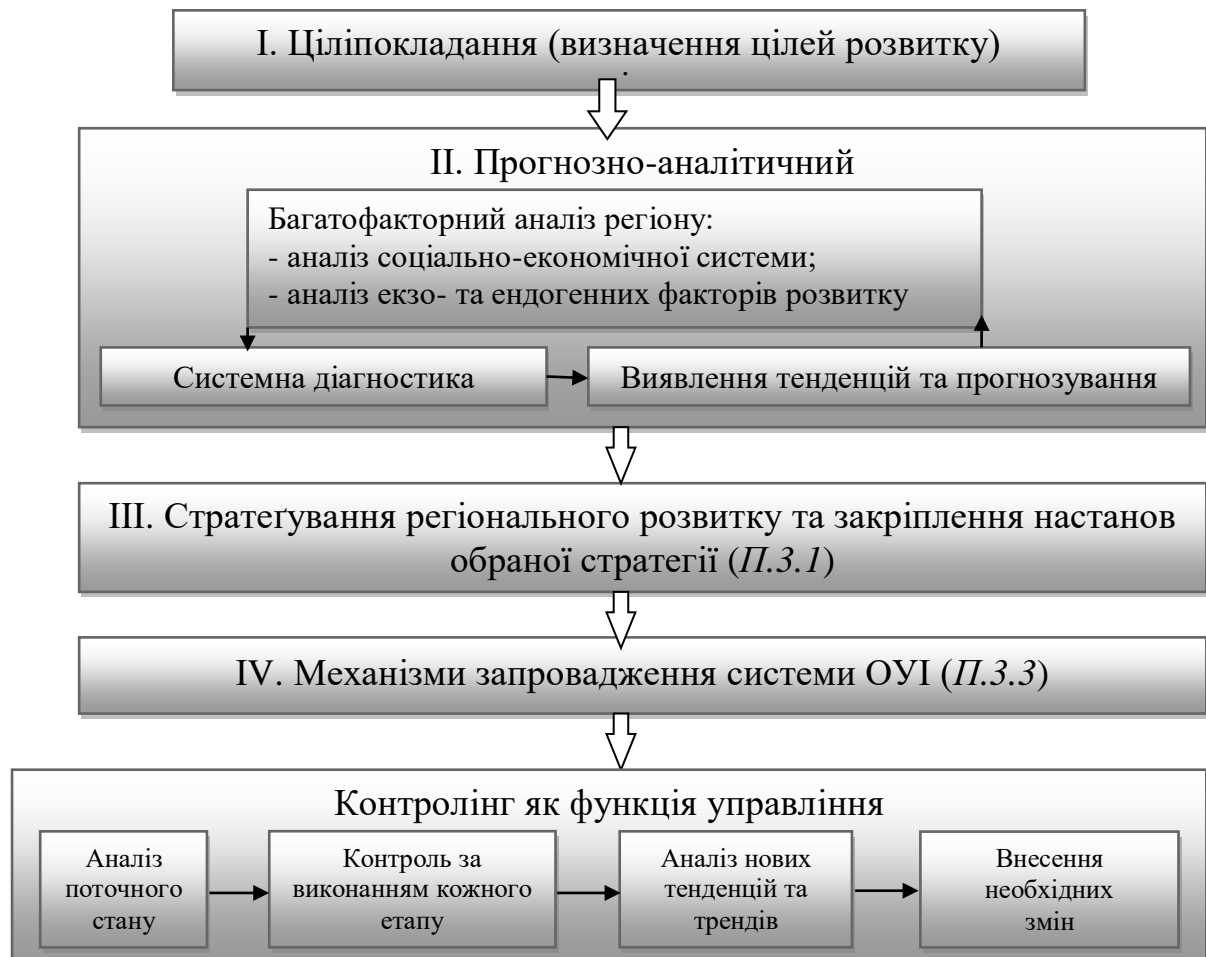 I. Ціліпокладання (визначення цілей розвитку)
.
II. Прогнозно-аналітичний
Багатофакторний аналіз регіону:
- аналіз соціально-економічної системи;
- аналіз екзо- та ендогенних факторів розвитку
Системна діагностика
Виявлення тенденцій та прогнозування
III. Стратеґування регіонального розвитку та закріплення настанов
обраної стратегії (П.3.1)
IV. Механізми запровадження системи ОУІ (П.3.3)
Контролінг як функція управління
Аналіз
поточного
стану
Контроль за
виконанням кожного
етапу
Аналіз нових
тенденцій та
трендів
Внесення
необхідних
змін